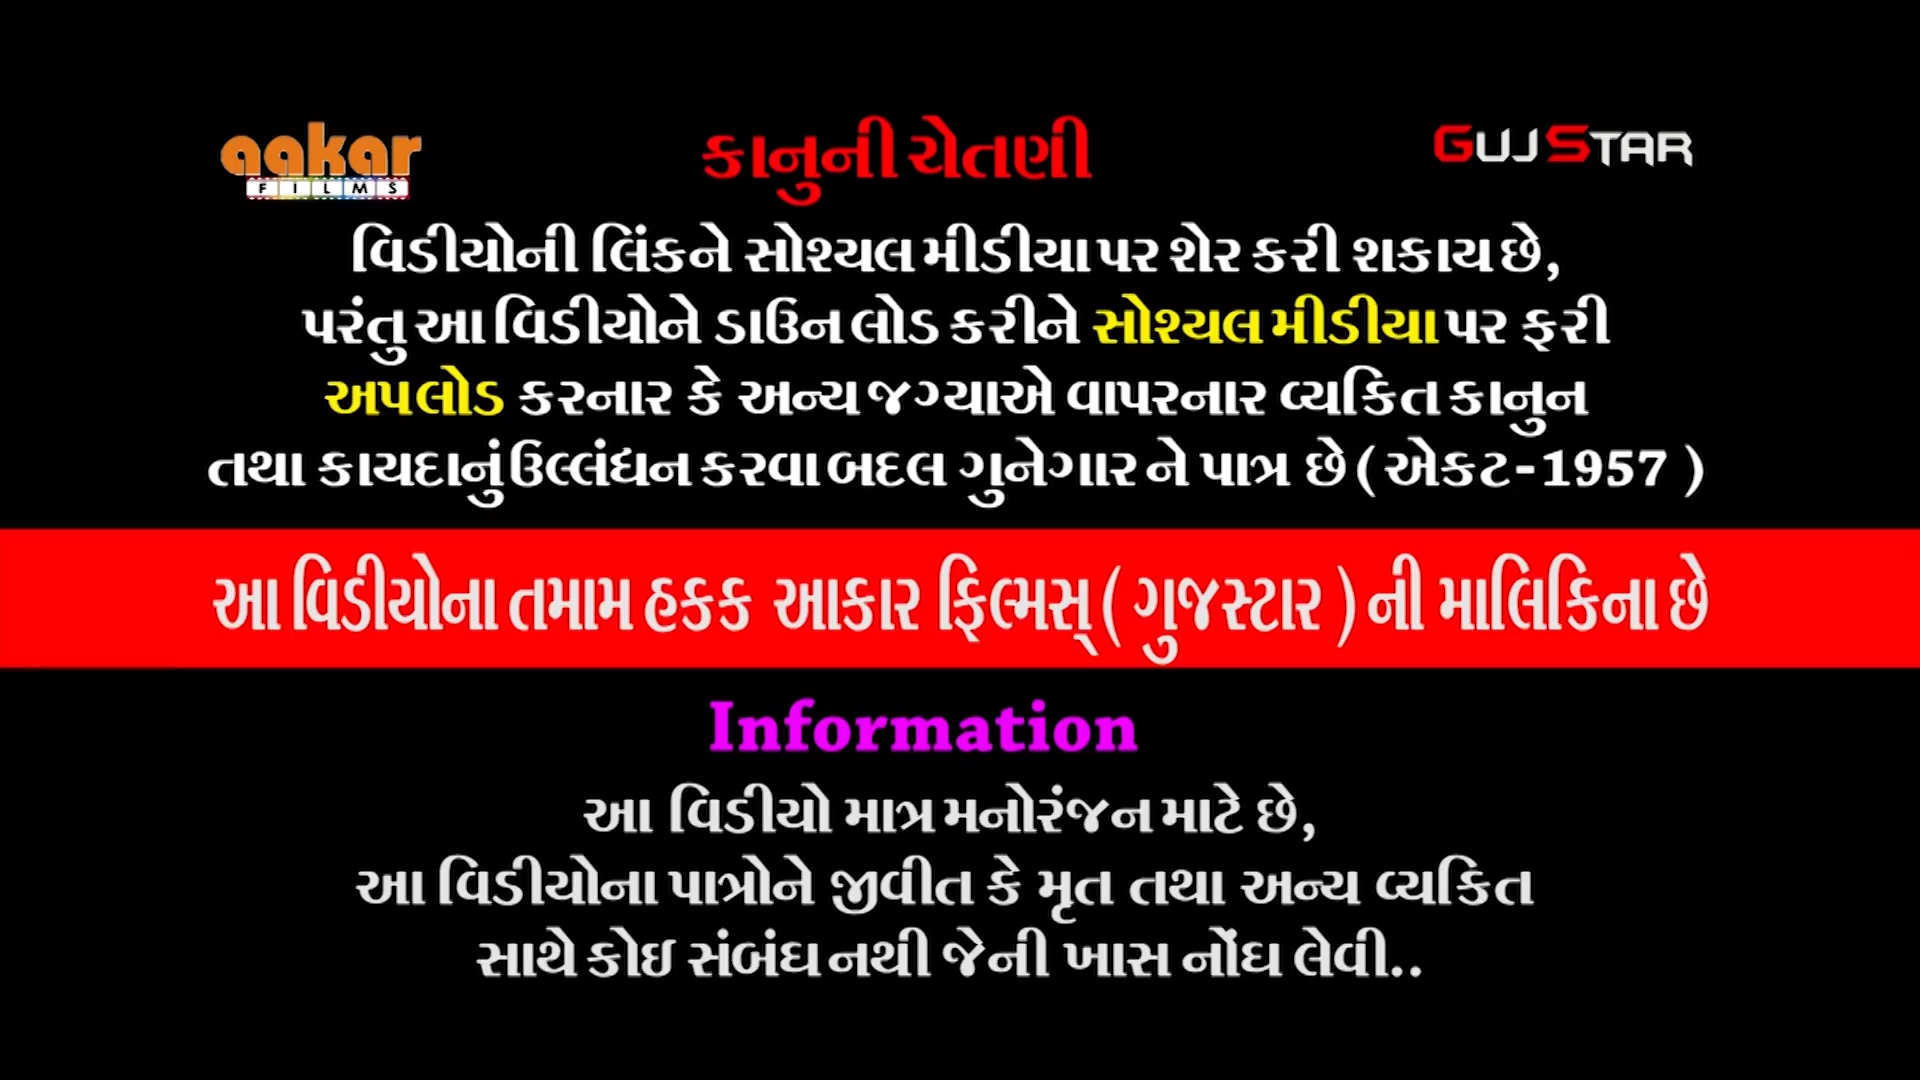 aakar
FILMS
કાનુની ચેતણી
GUJSTAR
વિડીયોની લિંકને સોશ્યલ મીડીયા પર શેર કરી શકાય છે,
પરંતુ આ વિડીયોને ડાઉનલોડ કરીને સોશ્યલ મીડીયા પર ફરી
અપલોડ કરનાર કે અન્ય જગ્યાએ વાપરનાર વ્યકિત કાનુન
તથા કાયદાનું ઉલ્લંઘન કરવા બદલ ગુનેગાર ને પાત્ર છે ( એકટ-1957 )
આ વિડીયોના તમામ હકક આકાર ફિલ્મસ્ ( ગુજસ્ટાર ) ની માલિકિના છે
Information
આ વિડીયો માત્ર મનોરંજન માટે છે,
આ વિડીયોના પાત્રોને જીવીત કે મૃત તથા અન્ય વ્યકિત
સાથે કોઇ સંબંઘ નથી જેની ખાસ નોંઘ લેવી..